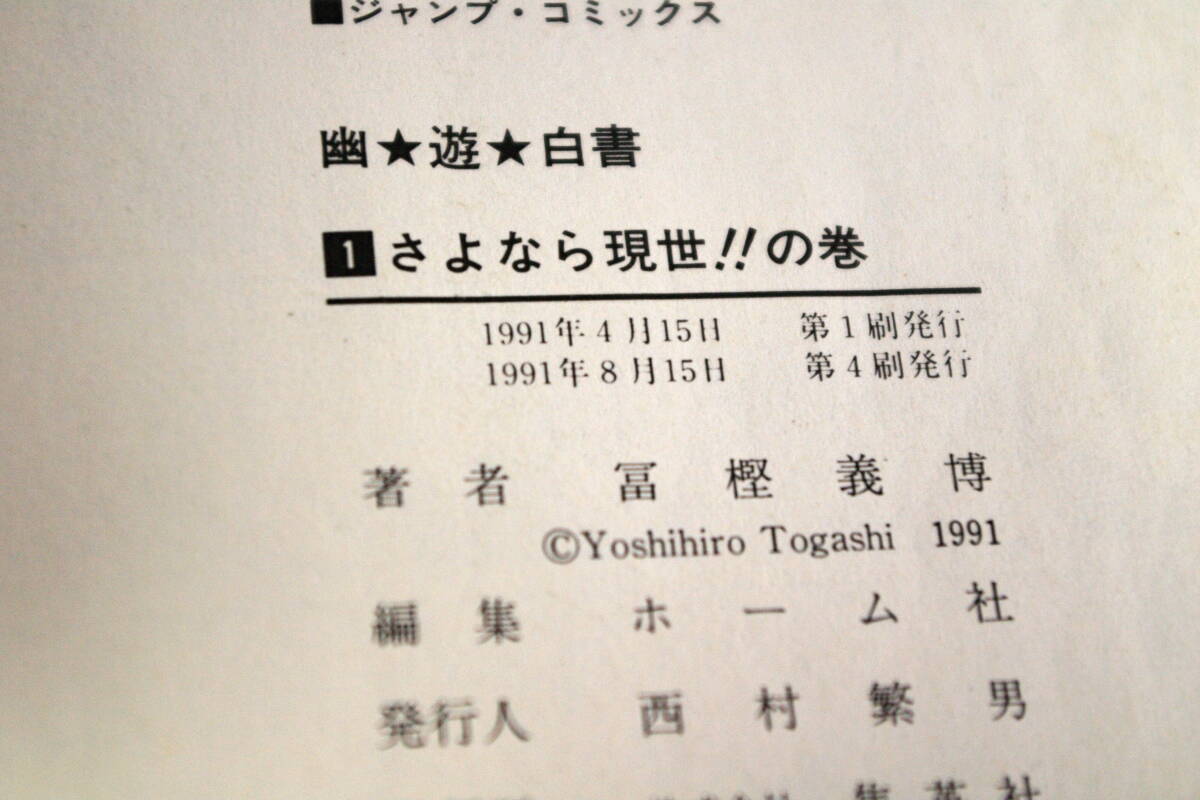 ■ジャンプ・コミックス
幽★遊★白書
1 さよなら現世!!の巻
1991年4月15日 第1刷発行
1991年8月15日 第4刷発行
著者 冨樫義博
©Yoshihiro Togashi 1991
編集 ホーム社
発行人 西村繁男
集英社